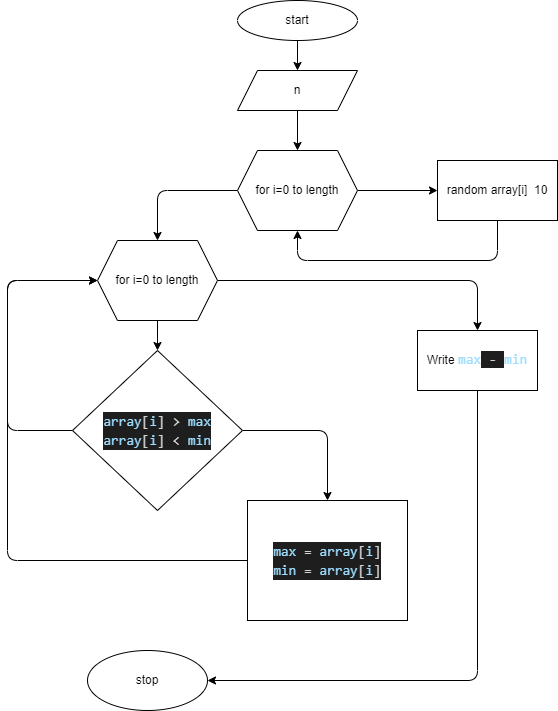 start
n
for i=0 to length
random array[i]  10
for i=0 to length
Write max - min
array[i] > max
array[i] < min
max = array[i]
min = array[i]
stop